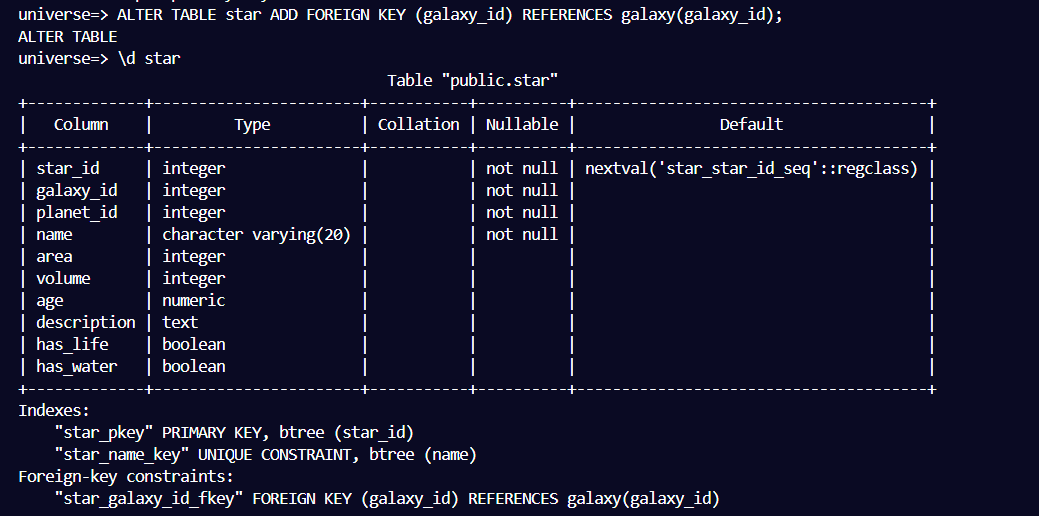 universe=> ALTER TABLE star ADD FOREIGN KEY (galaxy_id) REFERENCES galaxy(galaxy_id);
ALTER TABLE
universe=> \d star
                                         Table "public.star"
+-------------+-----------------------+-----------+----------+---------------------------------------+
|   Column    |         Type          | Collation | Nullable |                Default                |
+-------------+-----------------------+-----------+----------+---------------------------------------+
| star_id     | integer               |           | not null | nextval('star_star_id_seq'::regclass) |
| galaxy_id   | integer               |           | not null |                                       |
| planet_id   | integer               |           | not null |                                       |
| name        | character varying(20) |           | not null |                                       |
| area        | integer               |           |          |                                       |
| volume      | integer               |           |          |                                       |
| age         | numeric               |           |          |                                       |
| description | text                  |           |          |                                       |
| has_life    | boolean               |           |          |                                       |
| has_water   | boolean               |           |          |                                       |
+-------------+-----------------------+-----------+----------+---------------------------------------+
Indexes:
    "star_pkey" PRIMARY KEY, btree (star_id)
    "star_name_key" UNIQUE CONSTRAINT, btree (name)
Foreign-key constraints:
    "star_galaxy_id_fkey" FOREIGN KEY (galaxy_id) REFERENCES galaxy(galaxy_id)